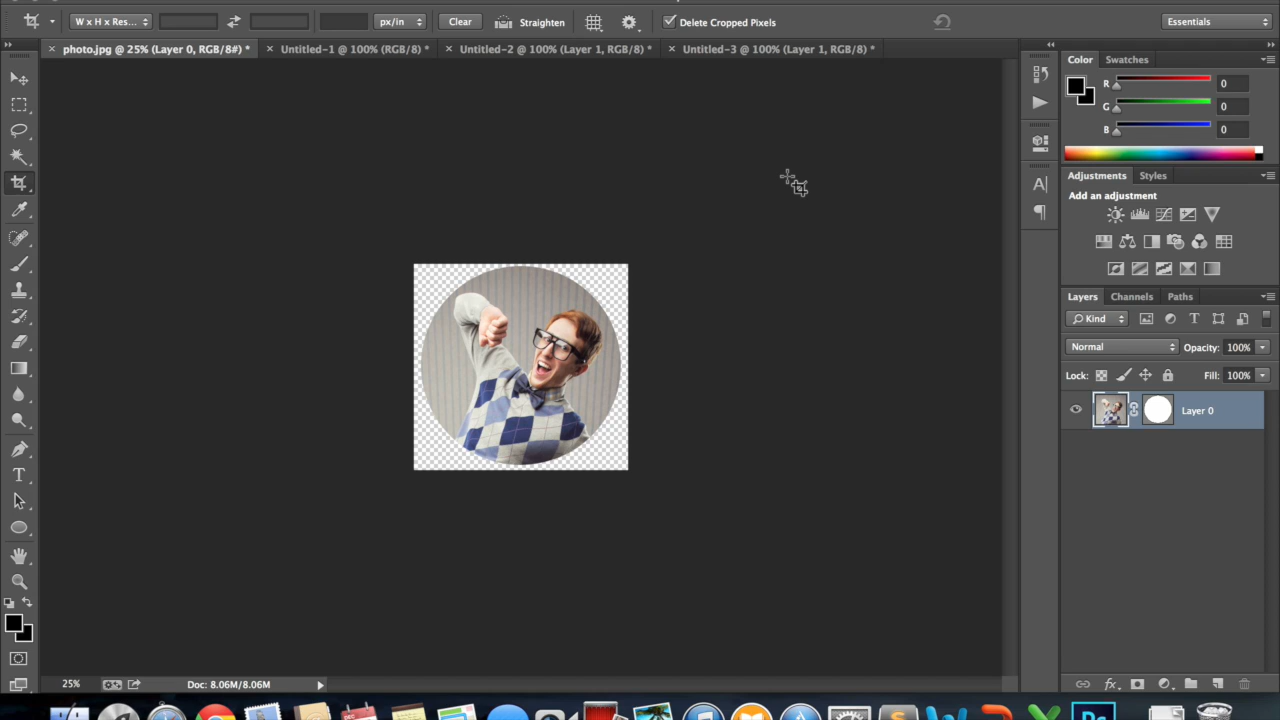 W x H x Res... px/in Clear Straighten Delete Cropped Pixels Essentials
photo.jpg @ 25% (Layer 0, RGB/8#) * Untitled-1 @ 100% (RGB/8) * Untitled-2 @ 100% (Layer 1, RGB/8) * Untitled-3 @ 100% (Layer 1, RGB/8) *
Color Swatches
R 0
G 0
B 0
Adjustments Styles
Add an adjustment
Layers Channels Paths
Kind
Normal Opacity: 100%
Lock: Fill: 100%
Layer 0
25% Doc: 8.06M/8.06M
fx
DEC
Ps